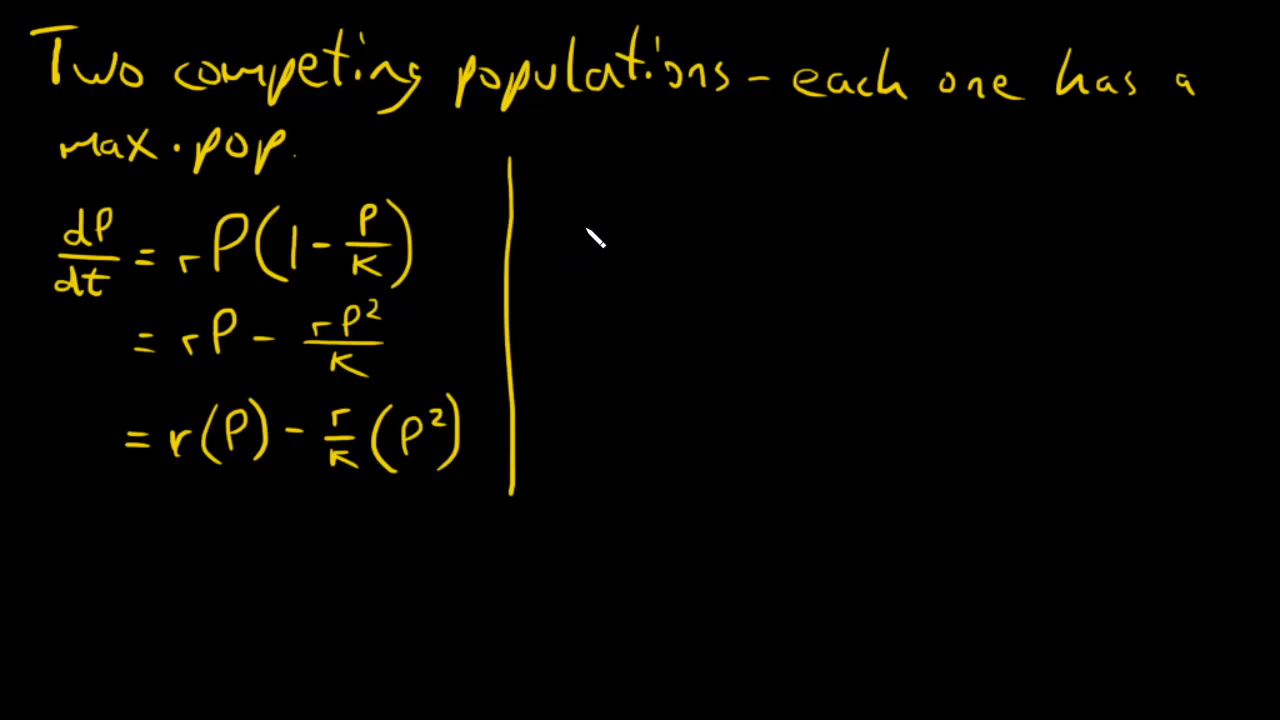 Two competing populations - each one has a
max. pop.
dP/dt = rP(1 - P/K)
= rP - rP²/K
= r(P) - r/K (P²)